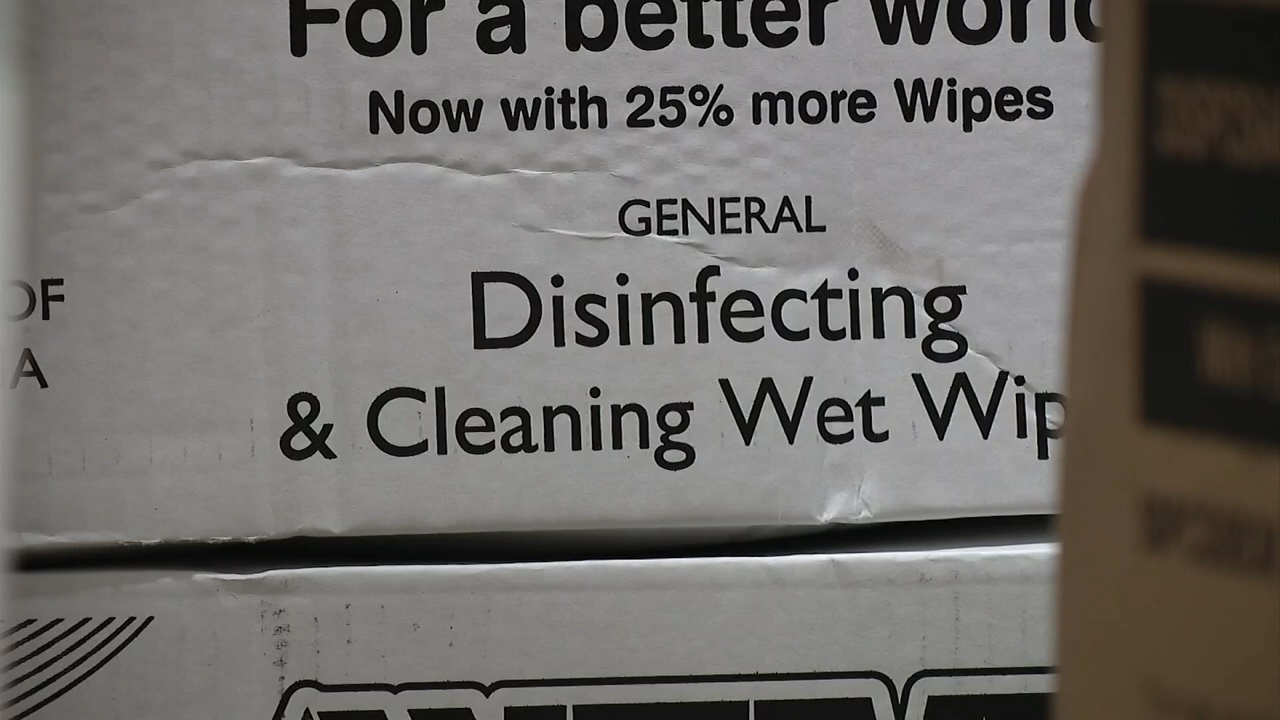 For a better worl
Now with 25% more Wipes
GENERAL
Disinfecting
& Cleaning Wet Wip
OF
A